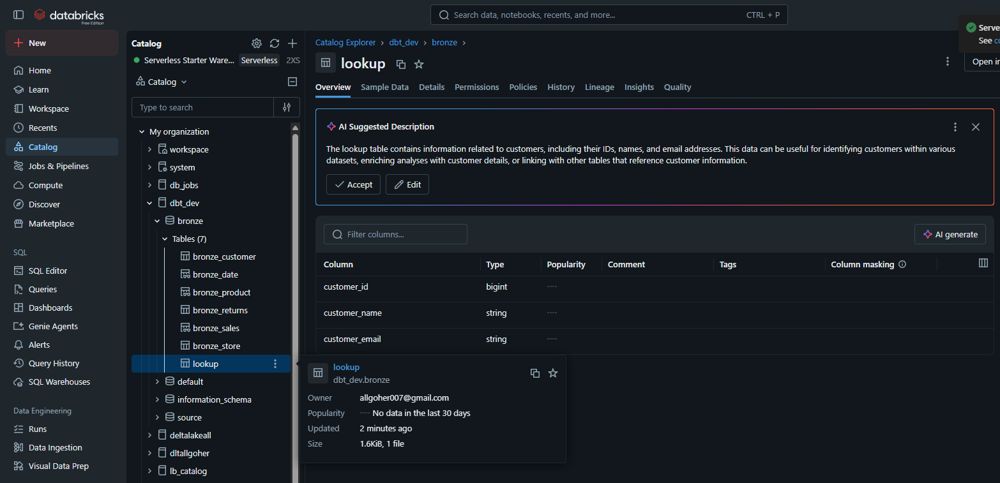 databricks
Free Edition
Search data, notebooks, recents, and more...
CTRL + P
New
Home
Learn
Workspace
Recents
Catalog
Jobs & Pipelines
Compute
Discover
Marketplace
SQL
SQL Editor
Queries
Dashboards
Genie Agents
Alerts
Query History
SQL Warehouses
Data Engineering
Runs
Data Ingestion
Visual Data Prep
Catalog
Serverless Starter Ware... Serverless 2XS
Catalog
Type to search
My organization
workspace
system
db_jobs
dbt_dev
bronze
Tables (7)
bronze_customer
bronze_date
bronze_product
bronze_returns
bronze_sales
bronze_store
lookup
default
information_schema
source
deltalakeall
dltallgoher
lb_catalog
Catalog Explorer › dbt_dev › bronze ›
lookup
Serve
See co
Open in
Overview Sample Data Details Permissions Policies History Lineage Insights Quality
AI Suggested Description
The lookup table contains information related to customers, including their IDs, names, and email addresses. This data can be useful for identifying customers within various
datasets, enriching analyses with customer details, or linking with other tables that reference customer information.
Accept Edit
Filter columns...
AI generate
Column Type Popularity Comment Tags Column masking
customer_id bigint ----
customer_name string ----
customer_email string ----
lookup
dbt_dev.bronze
Owner allgoher007@gmail.com
Popularity ---- No data in the last 30 days
Updated 2 minutes ago
Size 1.6KiB, 1 file